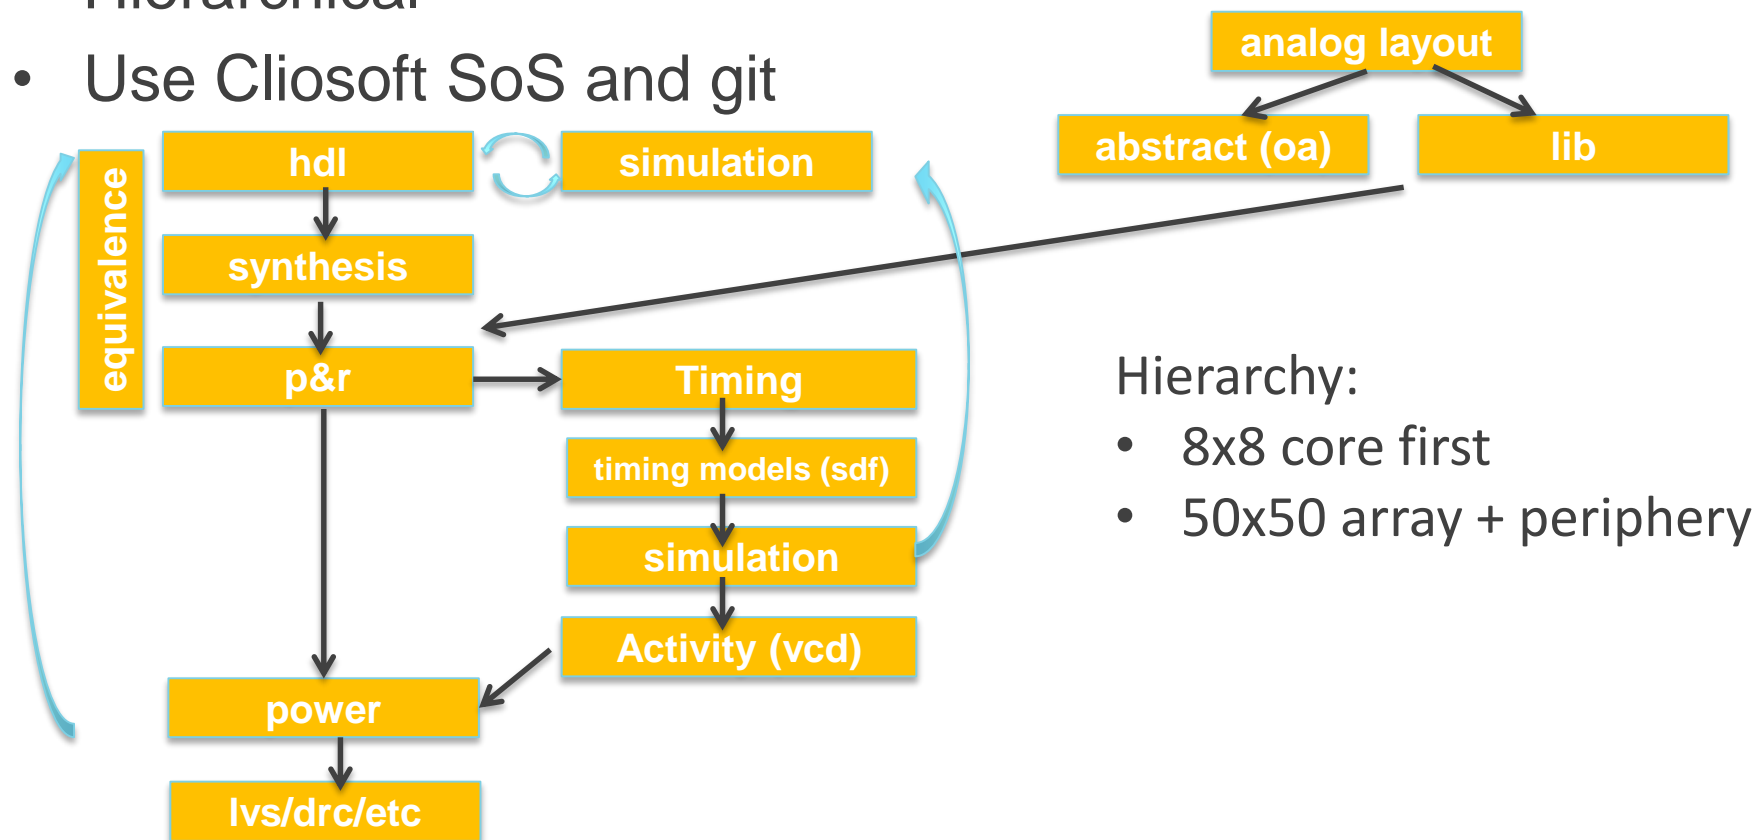 Hierarchical
• Use Cliosoft SoS and git
analog layout
abstract (oa)
lib
hdl
simulation
equivalence
synthesis
p&r
Timing
timing models (sdf)
simulation
Activity (vcd)
power
lvs/drc/etc
Hierarchy:
• 8x8 core first
• 50x50 array + periphery